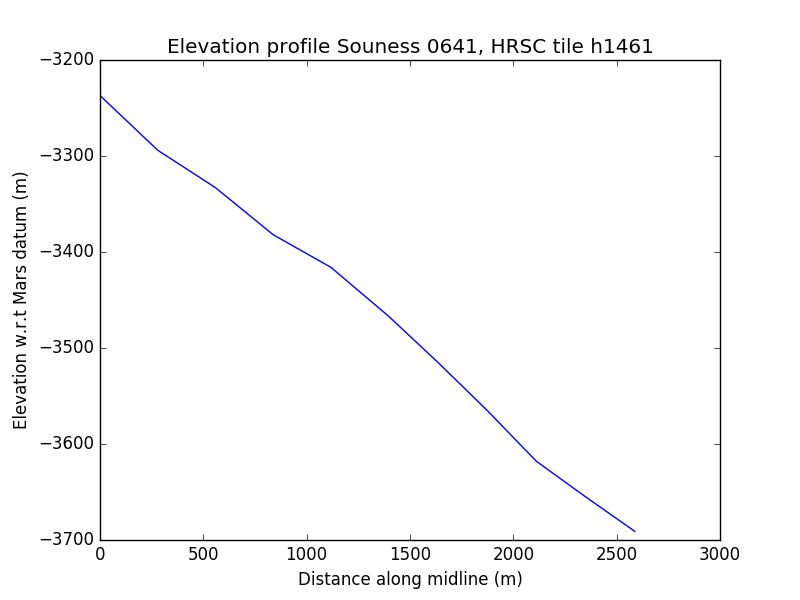 Elevation profile Souness 0641, HRSC tile h1461
−3200
−3300
−3400
−3500
−3600
−3700
Elevation w.r.t Mars datum (m)
0 500 1000 1500 2000 2500 3000
Distance along midline (m)